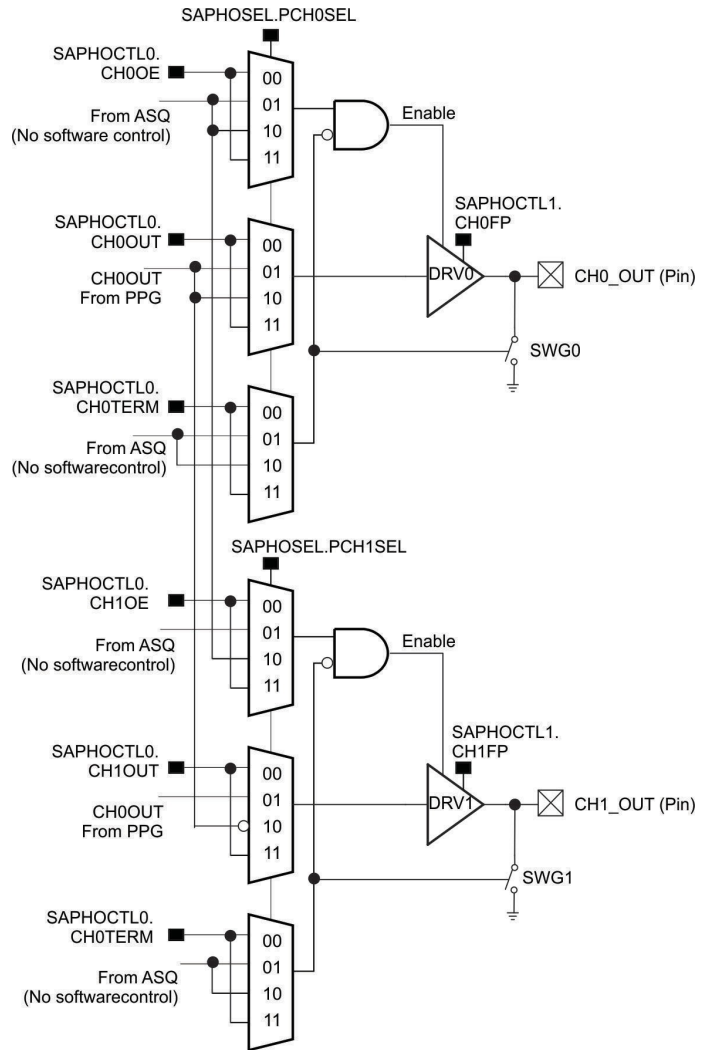 SAPHOSEL.PCH0SEL
SAPHOCTL0.
CH0OE
00
01
10
11
From ASQ
(No software control)
Enable
SAPHOCTL1.
CH0FP
SAPHOCTL0.
CH0OUT
00
01
10
11
CH0OUT
From PPG
DRV0
CH0_OUT (Pin)
SWG0
SAPHOCTL0.
CH0TERM
00
01
10
11
From ASQ
(No softwarecontrol)
SAPHOSEL.PCH1SEL
SAPHOCTL0.
CH1OE
00
01
10
11
From ASQ
(No softwarecontrol)
Enable
SAPHOCTL1.
CH1FP
SAPHOCTL0.
CH1OUT
00
01
10
11
CH0OUT
From PPG
DRV1
CH1_OUT (Pin)
SWG1
SAPHOCTL0.
CH0TERM
00
01
10
11
From ASQ
(No softwarecontrol)